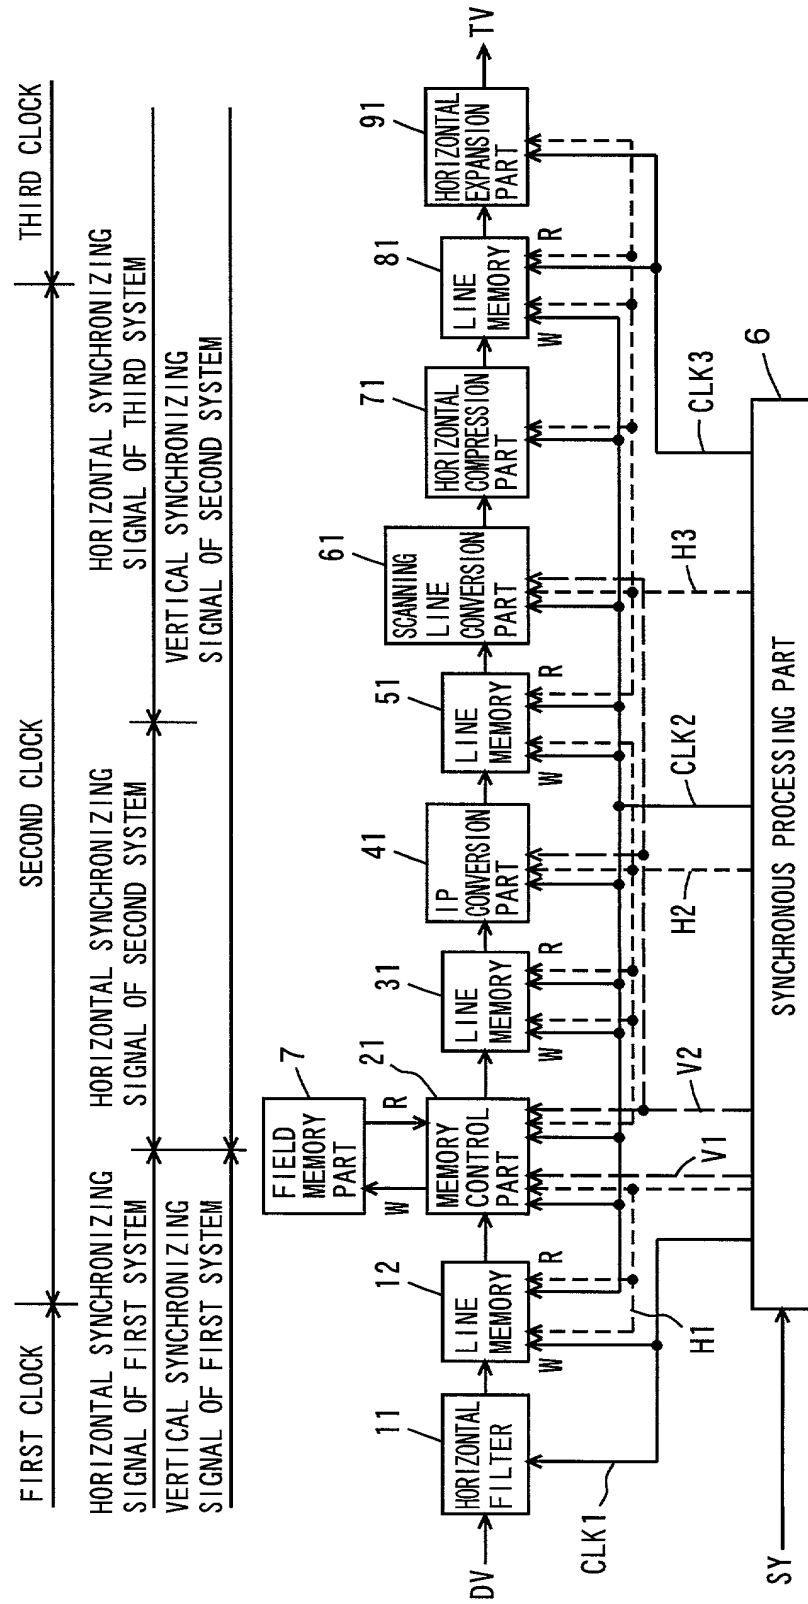 FIRST CLOCK
SECOND CLOCK
THIRD CLOCK
HORIZONTAL SYNCHRONIZING
SIGNAL OF FIRST SYSTEM
HORIZONTAL SYNCHRONIZING
SIGNAL OF SECOND SYSTEM
HORIZONTAL SYNCHRONIZING
SIGNAL OF THIRD SYSTEM
VERTICAL SYNCHRONIZING
SIGNAL OF FIRST SYSTEM
VERTICAL SYNCHRONIZING
SIGNAL OF SECOND SYSTEM
7
FIELD
MEMORY
PART
W
R
DV
11
HORIZONTAL
FILTER
12
LINE
MEMORY
W
R
21
MEMORY
CONTROL
PART
31
LINE
MEMORY
W
R
41
IP
CONVERSION
PART
51
LINE
MEMORY
W
R
61
SCANNING
LINE
CONVERSION
PART
71
HORIZONTAL
COMPRESSION
PART
81
LINE
MEMORY
W
R
91
HORIZONTAL
EXPANSION
PART
TV
CLK1
H1
V1
V2
H2
CLK2
H3
CLK3
6
SY
SYNCHRONOUS PROCESSING PART